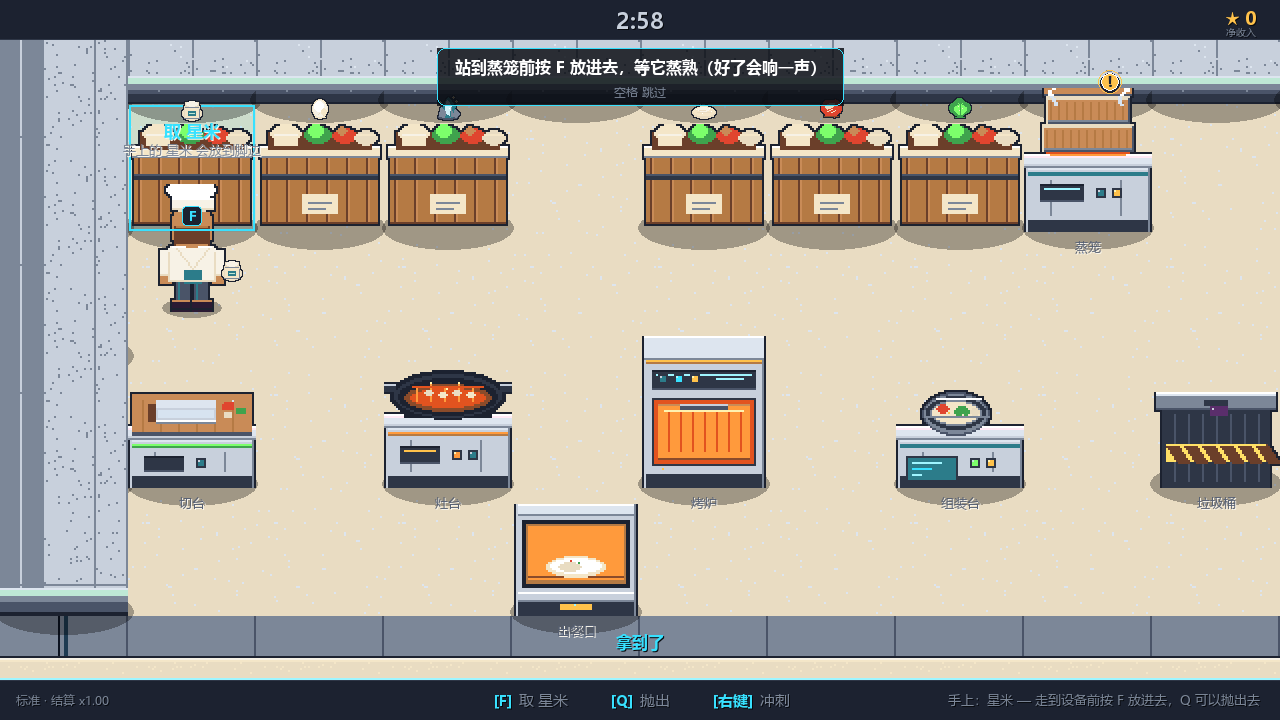 2:58
★ 0
净收入
站到蒸笼前按 F 放进去，等它蒸熟（好了会响一声）
空格 跳过
取 星米
手上的 星米 会放到脚边
F
蒸笼
切台
灶台
烤炉
组装台
垃圾桶
出餐口
拿到了
标准 · 结算 x1.00
[F] 取 星米
[Q] 抛出
[右键] 冲刺
手上：星米 — 走到设备前按 F 放进去，Q 可以抛出去